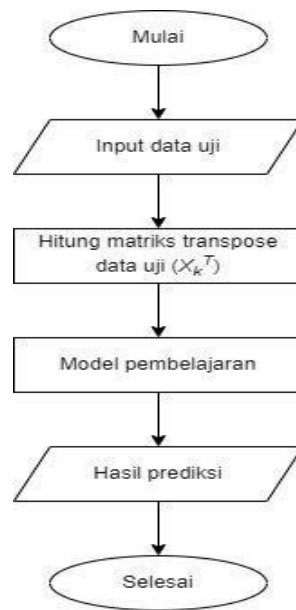 Mulai
Input data uji
Hitung matriks transpose
data uji (X_k^T)
Model pembelajaran
Hasil prediksi
Selesai